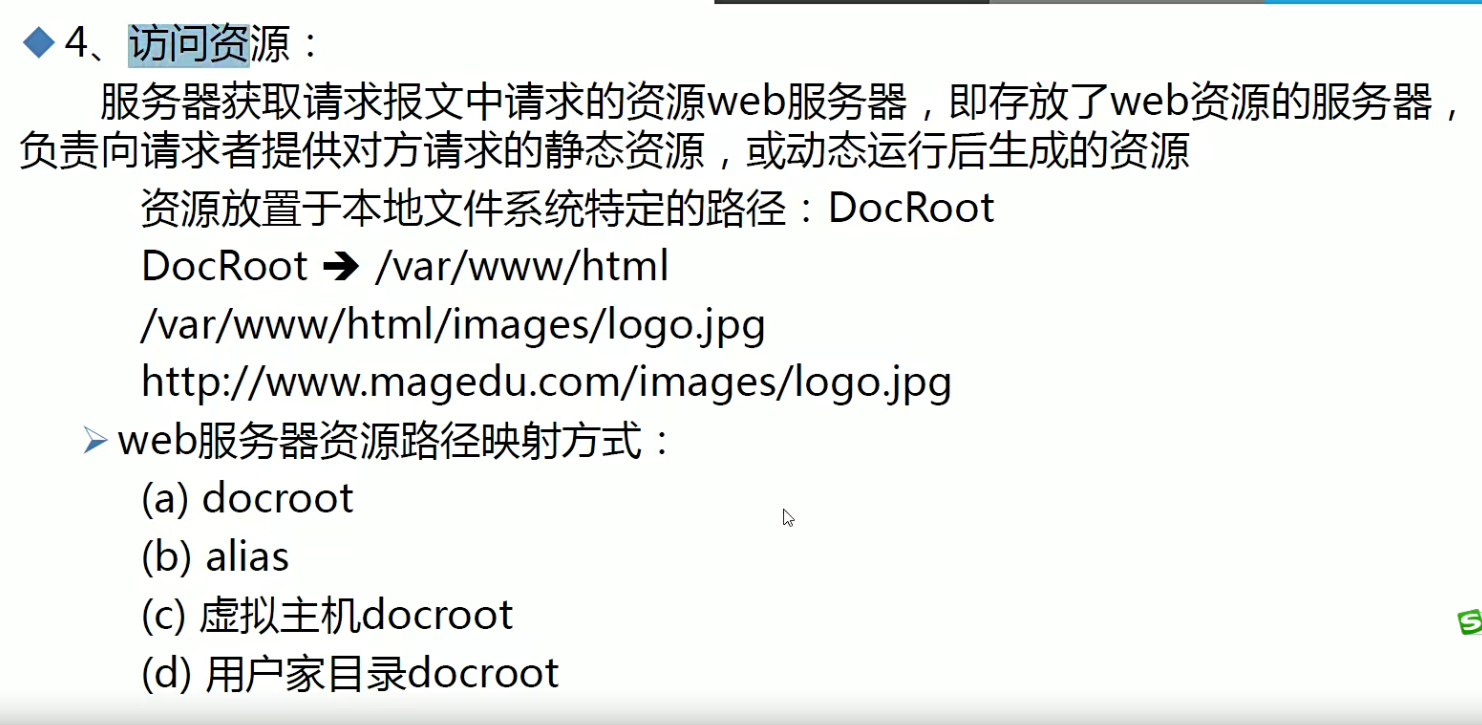 4、访问资源：
服务器获取请求报文中请求的资源web服务器，即存放了web资源的服务器，
负责向请求者提供对方请求的静态资源，或动态运行后生成的资源
资源放置于本地文件系统特定的路径：DocRoot
DocRoot ➔ /var/www/html
/var/www/html/images/logo.jpg
http://www.magedu.com/images/logo.jpg
web服务器资源路径映射方式：
(a) docroot
(b) alias
(c) 虚拟主机docroot
(d) 用户家目录docroot
S